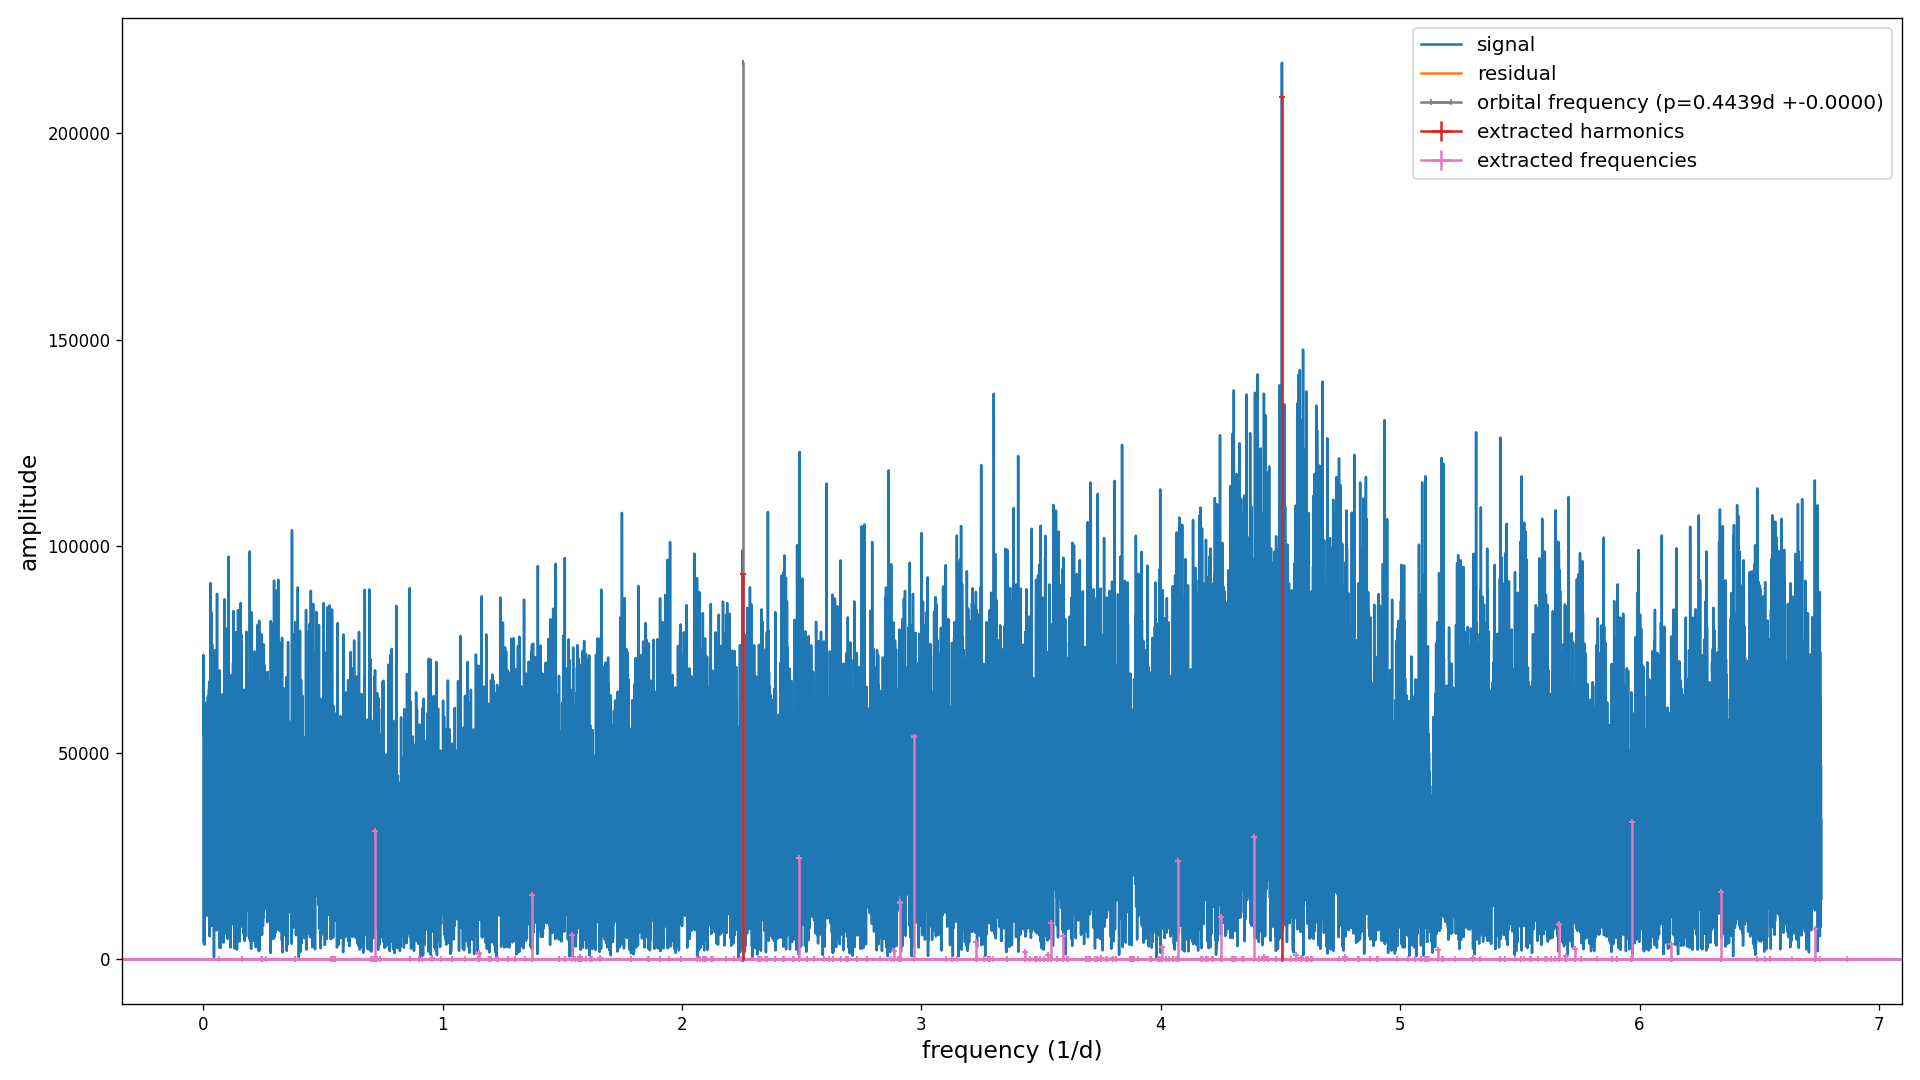 signal
residual
orbital frequency (p=0.4439d +-0.0000)
extracted harmonics
extracted frequencies
amplitude
200000
150000
100000
50000
0
0 1 2 3 4 5 6 7
frequency (1/d)